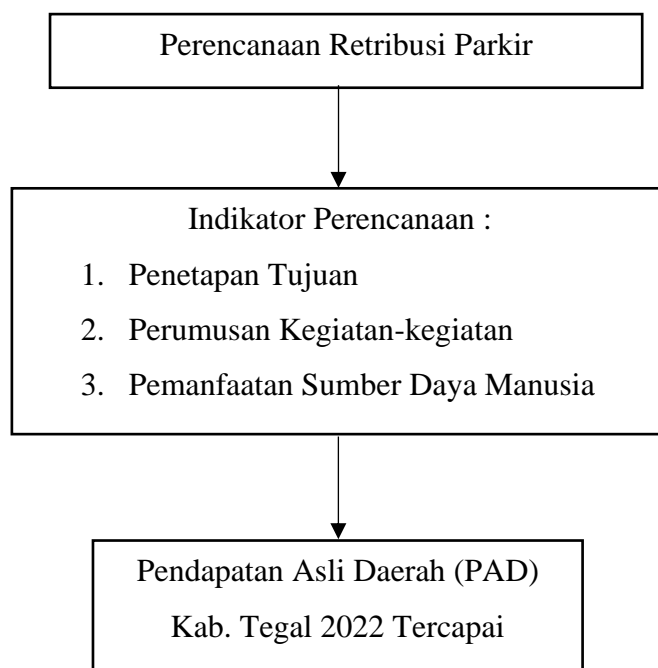 Perencanaan Retribusi Parkir
Indikator Perencanaan :
1. Penetapan Tujuan
2. Perumusan Kegiatan-kegiatan
3. Pemanfaatan Sumber Daya Manusia
Pendapatan Asli Daerah (PAD)
Kab. Tegal 2022 Tercapai